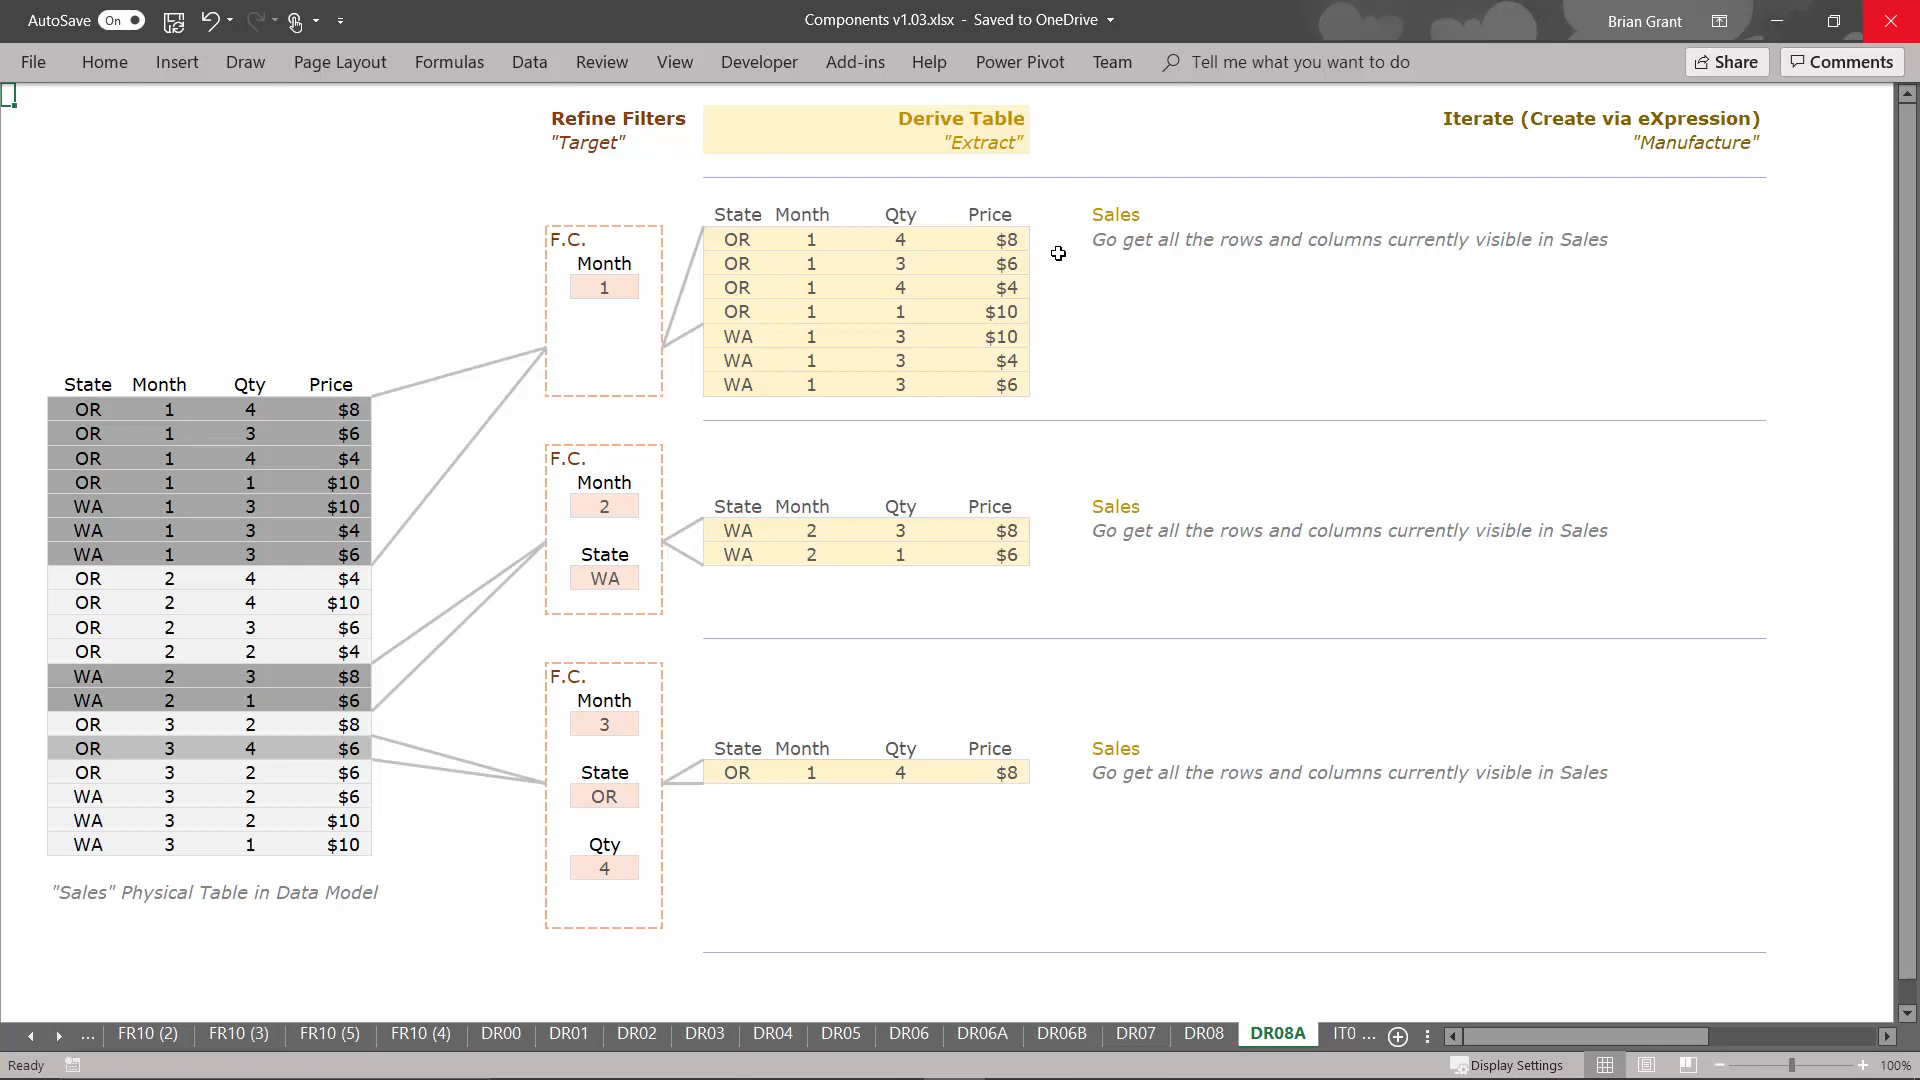 AutoSave On
Components v1.03.xlsx - Saved to OneDrive
Brian Grant
File Home Insert Draw Page Layout Formulas Data Review View Developer Add-ins Help Power Pivot Team Tell me what you want to do Share Comments
Refine Filters
"Target"
Derive Table
"Extract"
Iterate (Create via eXpression)
"Manufacture"
State Month Qty Price
OR 1 4 $8
OR 1 3 $6
OR 1 4 $4
OR 1 1 $10
WA 1 3 $10
WA 1 3 $4
WA 1 3 $6
OR 2 4 $4
OR 2 4 $10
OR 2 3 $6
OR 2 2 $4
WA 2 3 $8
WA 2 1 $6
OR 3 2 $8
OR 3 4 $6
OR 3 2 $6
WA 3 2 $6
WA 3 2 $10
WA 3 1 $10
"Sales" Physical Table in Data Model
F.C.
Month
1
State Month Qty Price
OR 1 4 $8
OR 1 3 $6
OR 1 4 $4
OR 1 1 $10
WA 1 3 $10
WA 1 3 $4
WA 1 3 $6
Sales
Go get all the rows and columns currently visible in Sales
F.C.
Month
2
State
WA
State Month Qty Price
WA 2 3 $8
WA 2 1 $6
Sales
Go get all the rows and columns currently visible in Sales
F.C.
Month
3
State
OR
Qty
4
State Month Qty Price
OR 1 4 $8
Sales
Go get all the rows and columns currently visible in Sales
... FR10 (2) FR10 (3) FR10 (5) FR10 (4) DR00 DR01 DR02 DR03 DR04 DR05 DR06 DR06A DR06B DR07 DR08 DR08A IT0 ...
Ready
Display Settings
100%